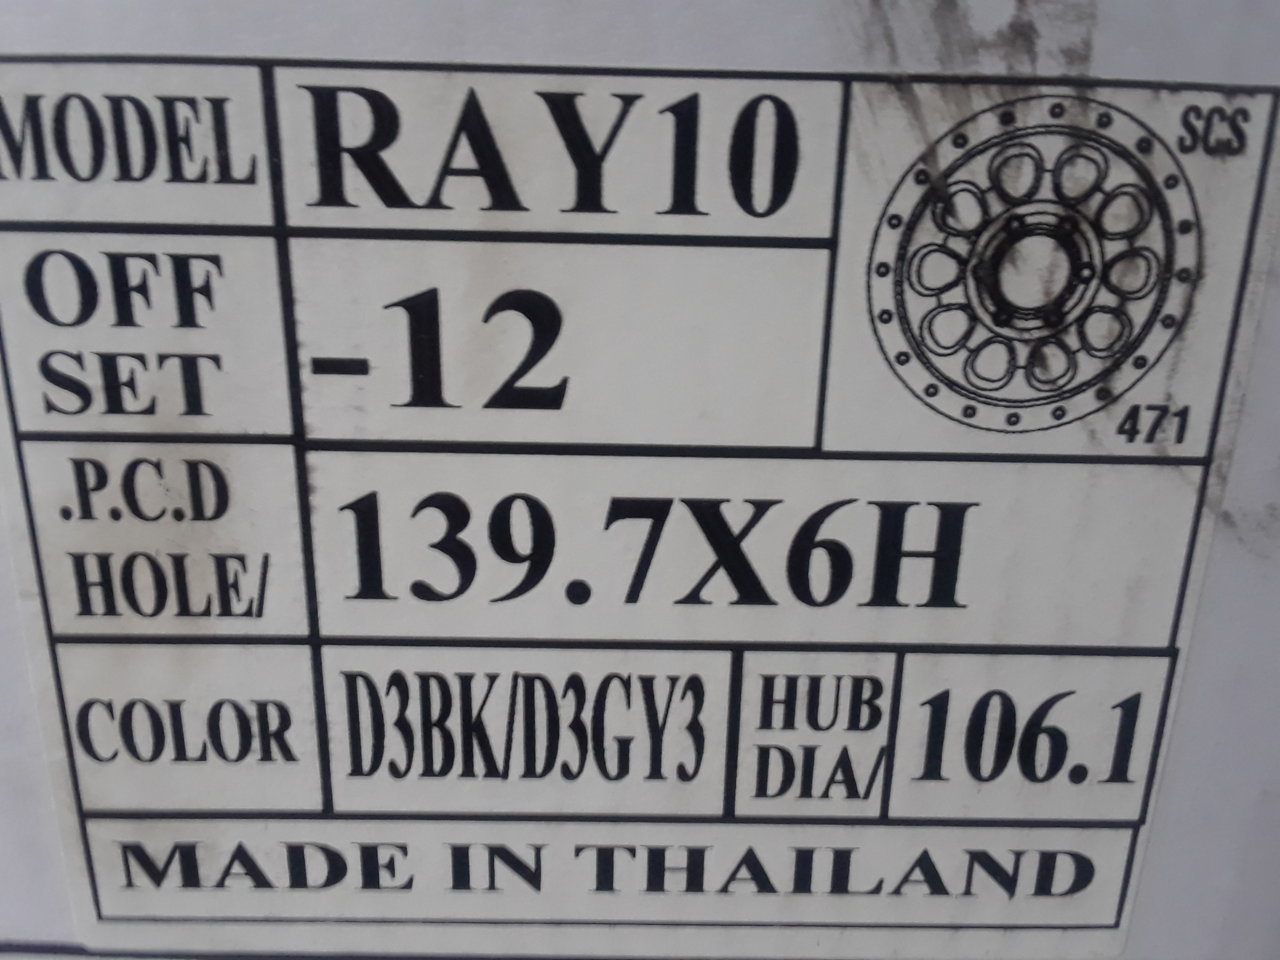 MODEL RAY10 SCS
OFF
SET
-12
471
.P.C.D
HOLE/
139.7X6H
COLOR D3BK/D3GY3
HUB
DIA/
106.1
MADE IN THAILAND